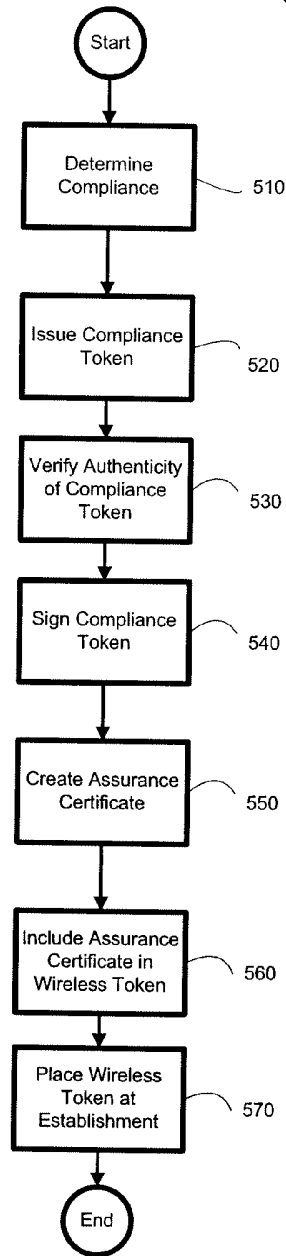 Start
Determine
Compliance
510
Issue Compliance
Token
520
Verify Authenticity
of Compliance
Token
530
Sign Compliance
Token
540
Create Assurance
Certificate
550
Include Assurance
Certificate in
Wireless Token
560
Place Wireless
Token at
Establishment
570
End